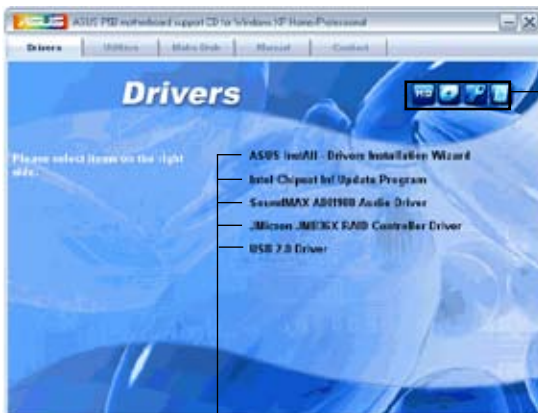 ASUS P5B motherboard support CD for Windows XP Home/Professional
Drivers Utilities Make Disk Manual Contact
Drivers
Please select items on the right side.
ASUS InstAll - Drivers Installation Wizard
Intel Chipset Inf Update Program
SoundMAX Audio Driver
JMicron JMB36X RAID Controller Driver
USB 2.0 Driver